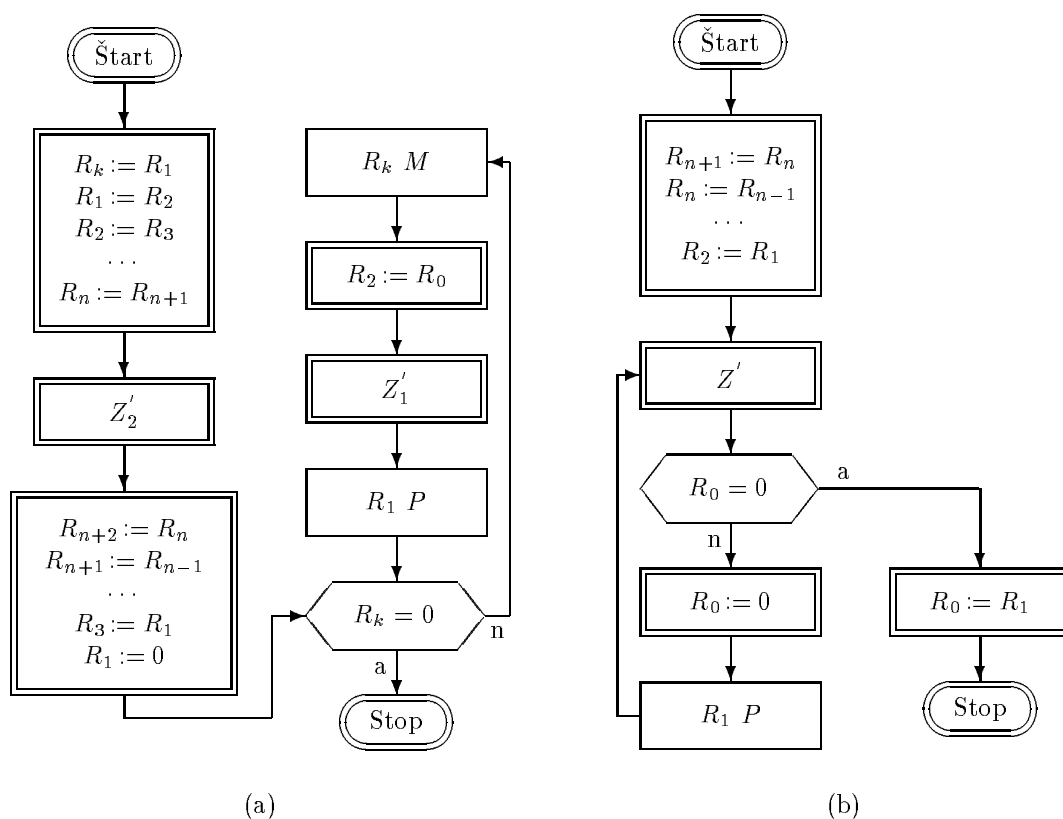 Štart
R_k := R_1
R_1 := R_2
R_2 := R_3
...
R_n := R_{n+1}
Z_2'
R_{n+2} := R_n
R_{n+1} := R_{n-1}
...
R_3 := R_1
R_1 := 0
R_k M
R_2 := R_0
Z_1'
R_1 P
R_k = 0
n
a
Stop
(a)
Štart
R_{n+1} := R_n
R_n := R_{n-1}
...
R_2 := R_1
Z'
R_0 = 0
a
n
R_0 := 0
R_1 P
R_0 := R_1
Stop
(b)